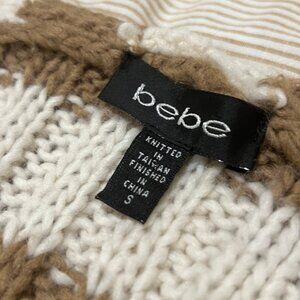 bebe
KNITTED
IN
TAIWAN
FINISHED
IN
CHINA
S